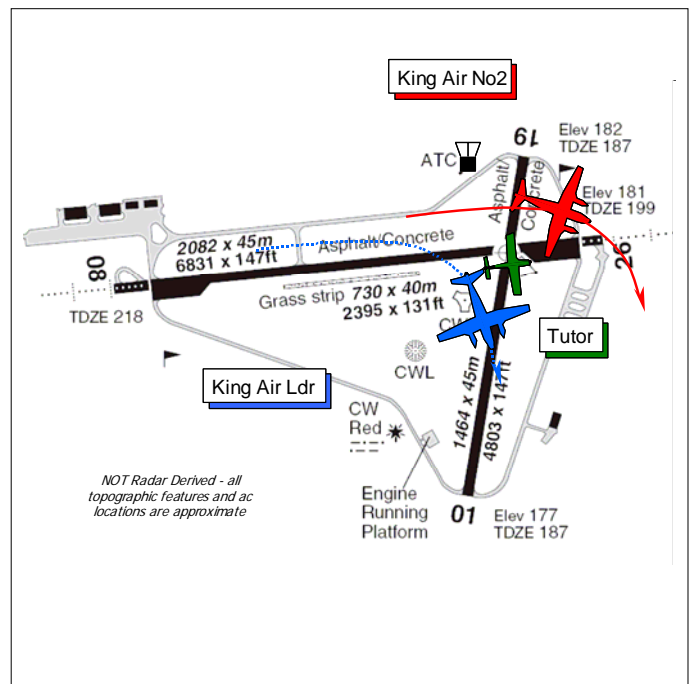 King Air No2
19
Elev 182
TDZE 187
ATC
Asphalt/
Concrete
Elev 181
TDZE 199
2082 x 45m
6831 x 147ft
Asphalt/Concrete
26
08
Grass strip 730 x 40m
2395 x 131ft
TDZE 218
Tutor
CWL
King Air Ldr
1464 x 45m
4803 x 147ft
CW
Red
NOT Radar Derived - all
topographic features and ac
locations are approximate
Engine
Running
Platform
01
Elev 177
TDZE 187